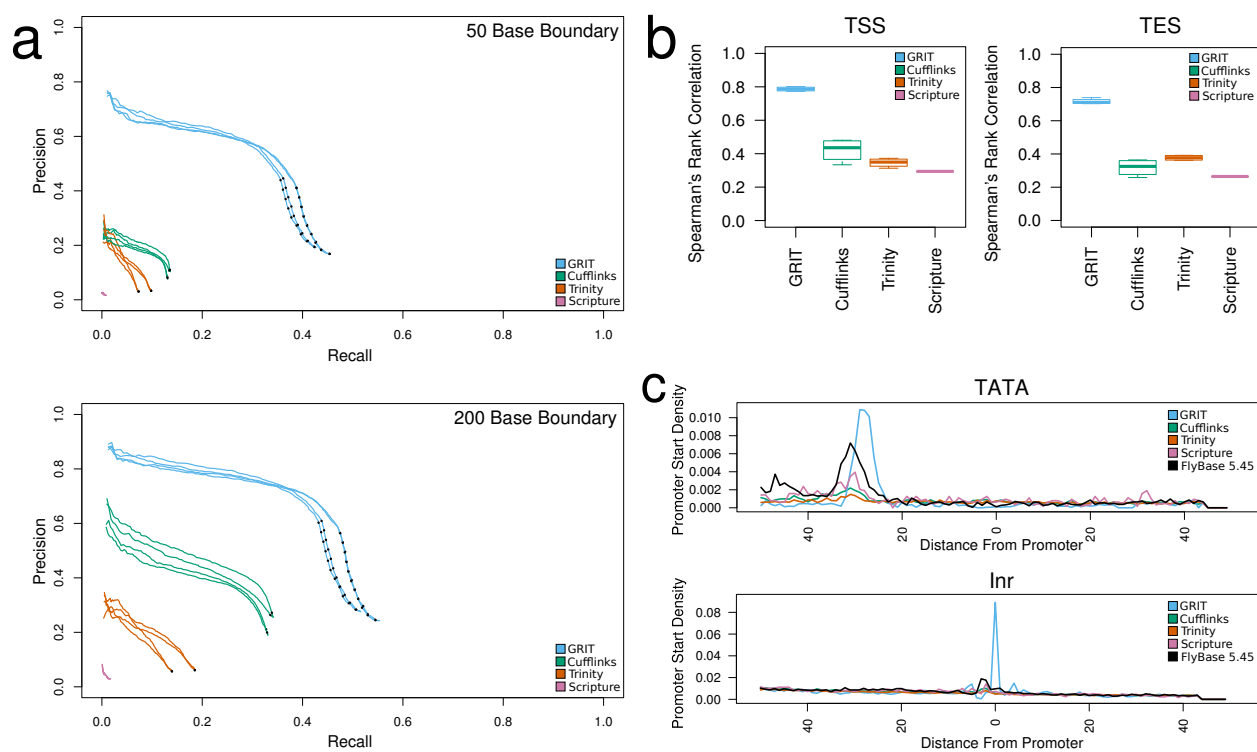 a
50 Base Boundary
Precision
1.0
0.8
0.6
0.4
0.2
0.0
GRIT
Cufflinks
Trinity
Scripture
0.0 0.2 0.4 0.6 0.8 1.0
Recall
200 Base Boundary
Precision
1.0
0.8
0.6
0.4
0.2
0.0
GRIT
Cufflinks
Trinity
Scripture
0.0 0.2 0.4 0.6 0.8 1.0
Recall
b
TSS
Spearman's Rank Correlation
1.0
0.8
0.6
0.4
0.2
0.0
GRIT
Cufflinks
Trinity
Scripture
GRIT
Cufflinks
Trinity
Scripture
TES
Spearman's Rank Correlation
1.0
0.8
0.6
0.4
0.2
0.0
GRIT
Cufflinks
Trinity
Scripture
GRIT
Cufflinks
Trinity
Scripture
c
TATA
Promoter Start Density
0.010
0.008
0.006
0.004
0.002
0.000
GRIT
Cufflinks
Trinity
Scripture
FlyBase 5.45
40 20 0 20 40
Distance From Promoter
Inr
Promoter Start Density
0.08
0.06
0.04
0.02
0.00
GRIT
Cufflinks
Trinity
Scripture
FlyBase 5.45
40 20 0 20 40
Distance From Promoter